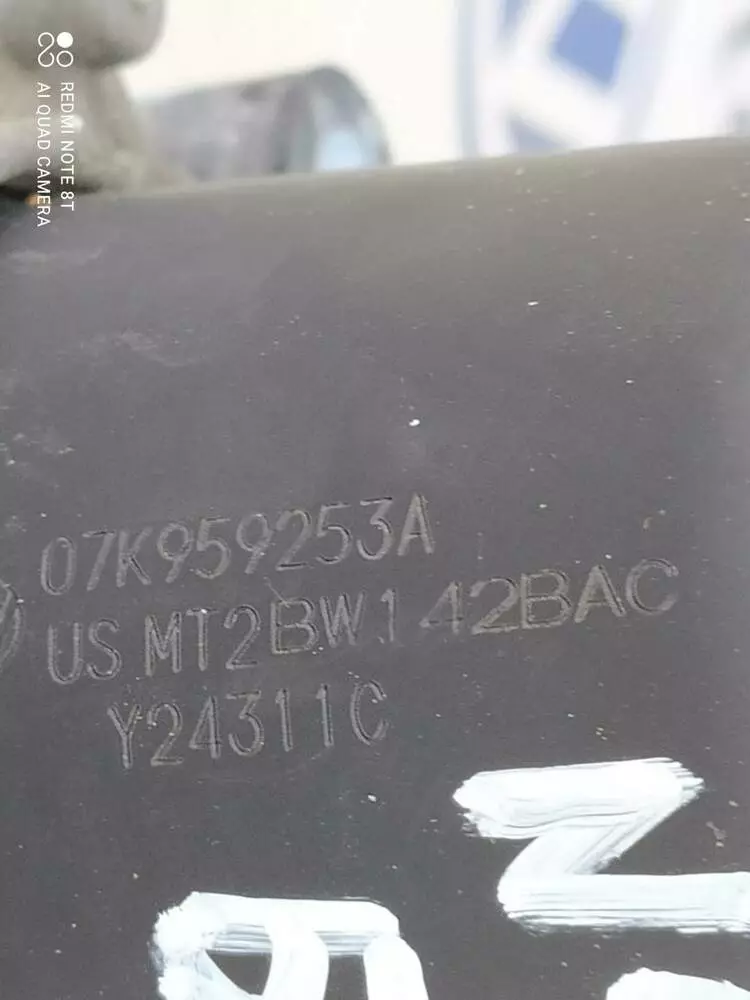 REDMI NOTE 8T
AI QUAD CAMERA
07K959253A
US MT2BW1 42BAC
Y24311C